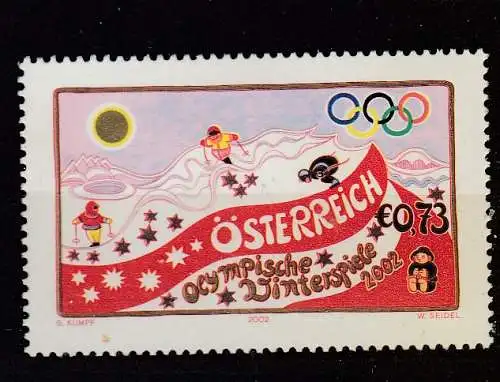 ÖSTERREICH
€0,73
Olympische
Winterspiele
2002
G. KUMPF 2002 W. SEIDEL